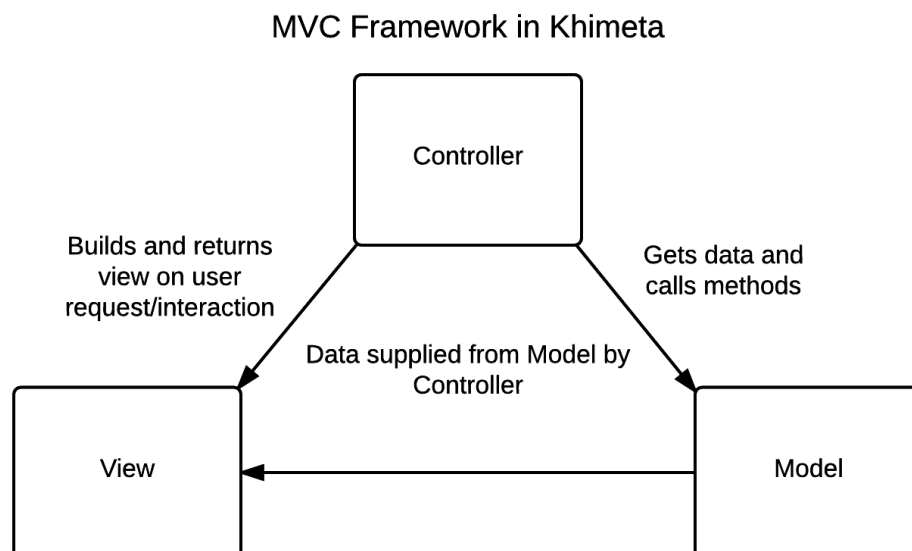 MVC Framework in Khimeta
Controller
Builds and returns
view on user
request/interaction
Gets data and
calls methods
Data supplied from Model by
Controller
View
Model